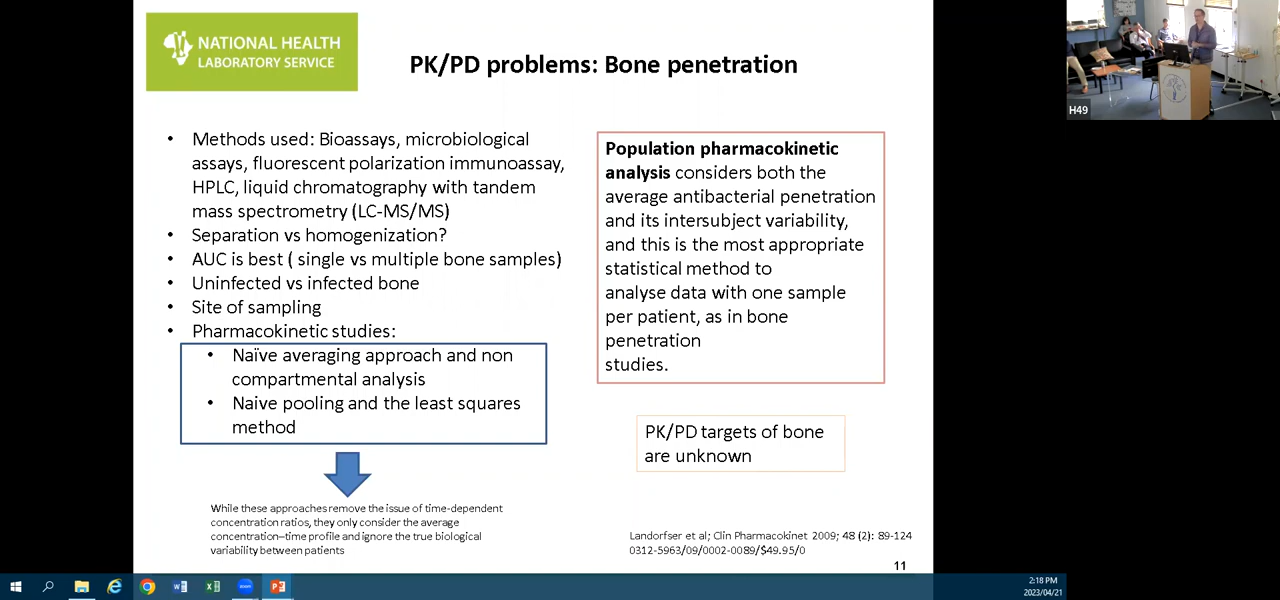 NATIONAL HEALTH
LABORATORY SERVICE
PK/PD problems: Bone penetration
• Methods used: Bioassays, microbiological
assays, fluorescent polarization immunoassay,
HPLC, liquid chromatography with tandem
mass spectrometry (LC-MS/MS)
• Separation vs homogenization?
• AUC is best ( single vs multiple bone samples)
• Uninfected vs infected bone
• Site of sampling
• Pharmacokinetic studies:
• Naïve averaging approach and non
compartmental analysis
• Naive pooling and the least squares
method
While these approaches remove the issue of time-dependent
concentration ratios, they only consider the average
concentration–time profile and ignore the true biological
variability between patients
Population pharmacokinetic
analysis considers both the
average antibacterial penetration
and its intersubject variability,
and this is the most appropriate
statistical method to
analyse data with one sample
per patient, as in bone
penetration
studies.
PK/PD targets of bone
are unknown
Landorfser et al; Clin Pharmacokinet 2009; 48 (2): 89-124
0312-5963/09/0002-0089/$49.95/0
11
H49
2:18 PM
2023/04/21